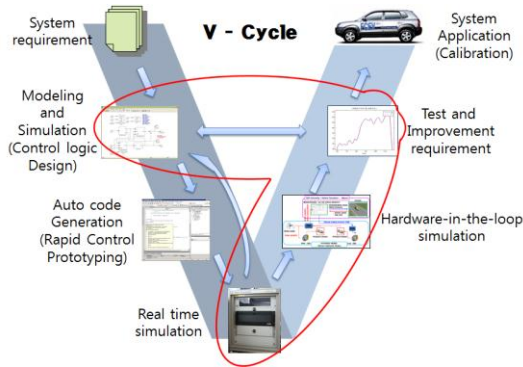 System
requirement
V - Cycle
System
Application
(Calibration)
Modeling
and
Simulation
(Control logic
Design)
Test and
Improvement
requirement
Auto code
Generation
(Rapid Control
Prototyping)
Hardware-in-the-loop
simulation
Real time
simulation